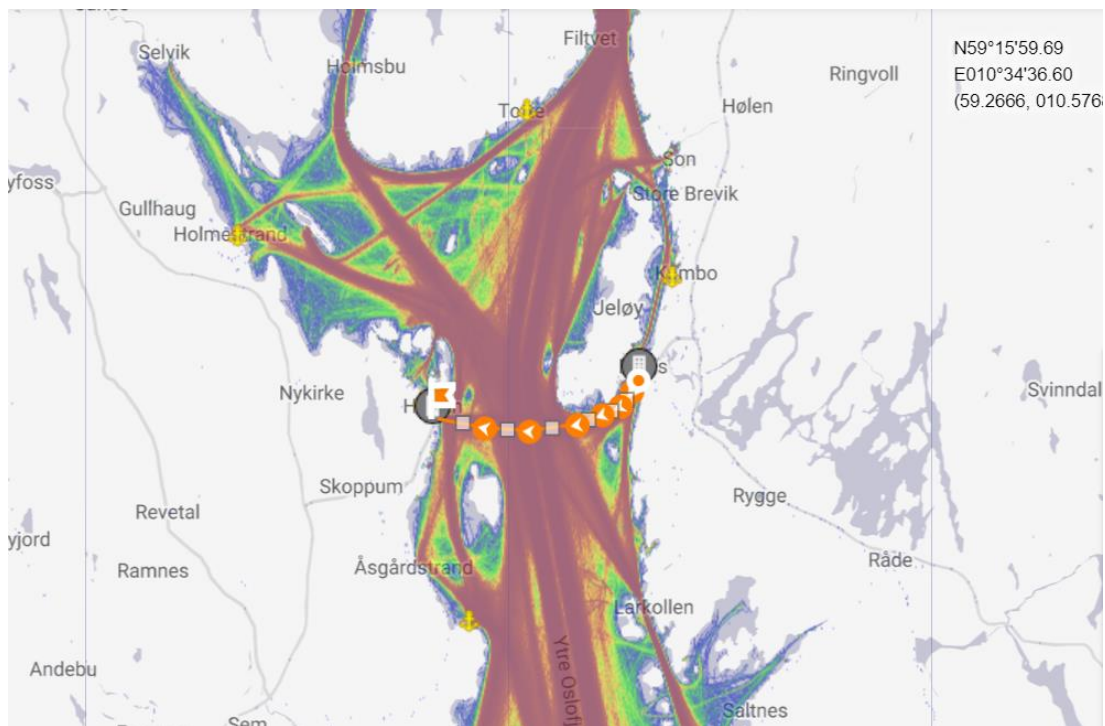 Selvik
Filtvet
N59°15'59.69
E010°34'36.60
(59.2666, 010.576
Holmsbu
Ringvoll
Hølen
Tofte
Son
yfoss
Store Brevik
Gullhaug
Holmestrand
Kambo
Jeløy
Nykirke
Svinndal
Skoppum
Rygge
Revetal
yjord
Råde
Ramnes
Åsgårdstrand
Larkollen
Ytre Oslofj
Andebu
Saltnes
Sem